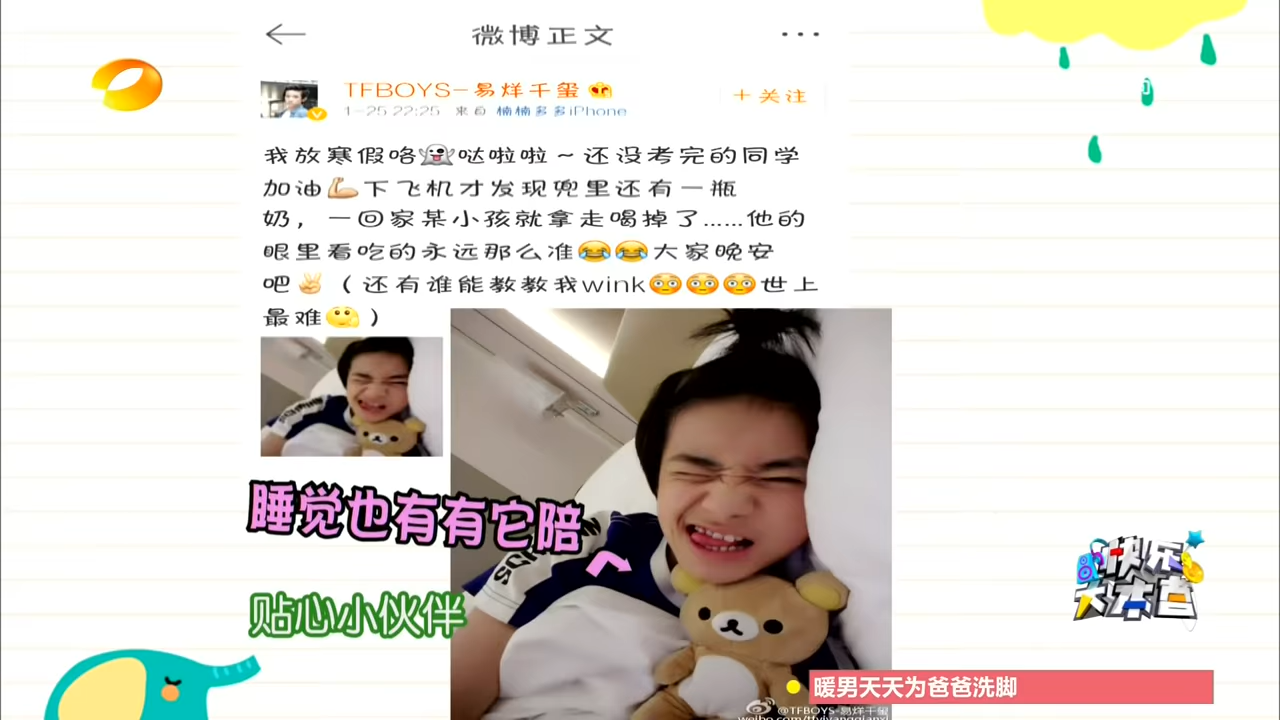 微博正文
TFBOYS-易烊千玺
+ 关注
1-25 22:25 来自 楠楠多多iPhone
我放寒假咯👻哒啦啦～还没考完的同学
加油💪下飞机才发现兜里还有一瓶
奶，一回家某小孩就拿走喝掉了……他的
眼里看吃的永远那么准😂😂大家晚安
吧✌（还有谁能教教我wink😳😳😳世上
最难🤔）
睡觉也有有它陪
贴心小伙伴
快乐
大本营
暖男天天为爸爸洗脚
@TFBOYS-易烊千玺
weibo.com/tfyiyangqianxi